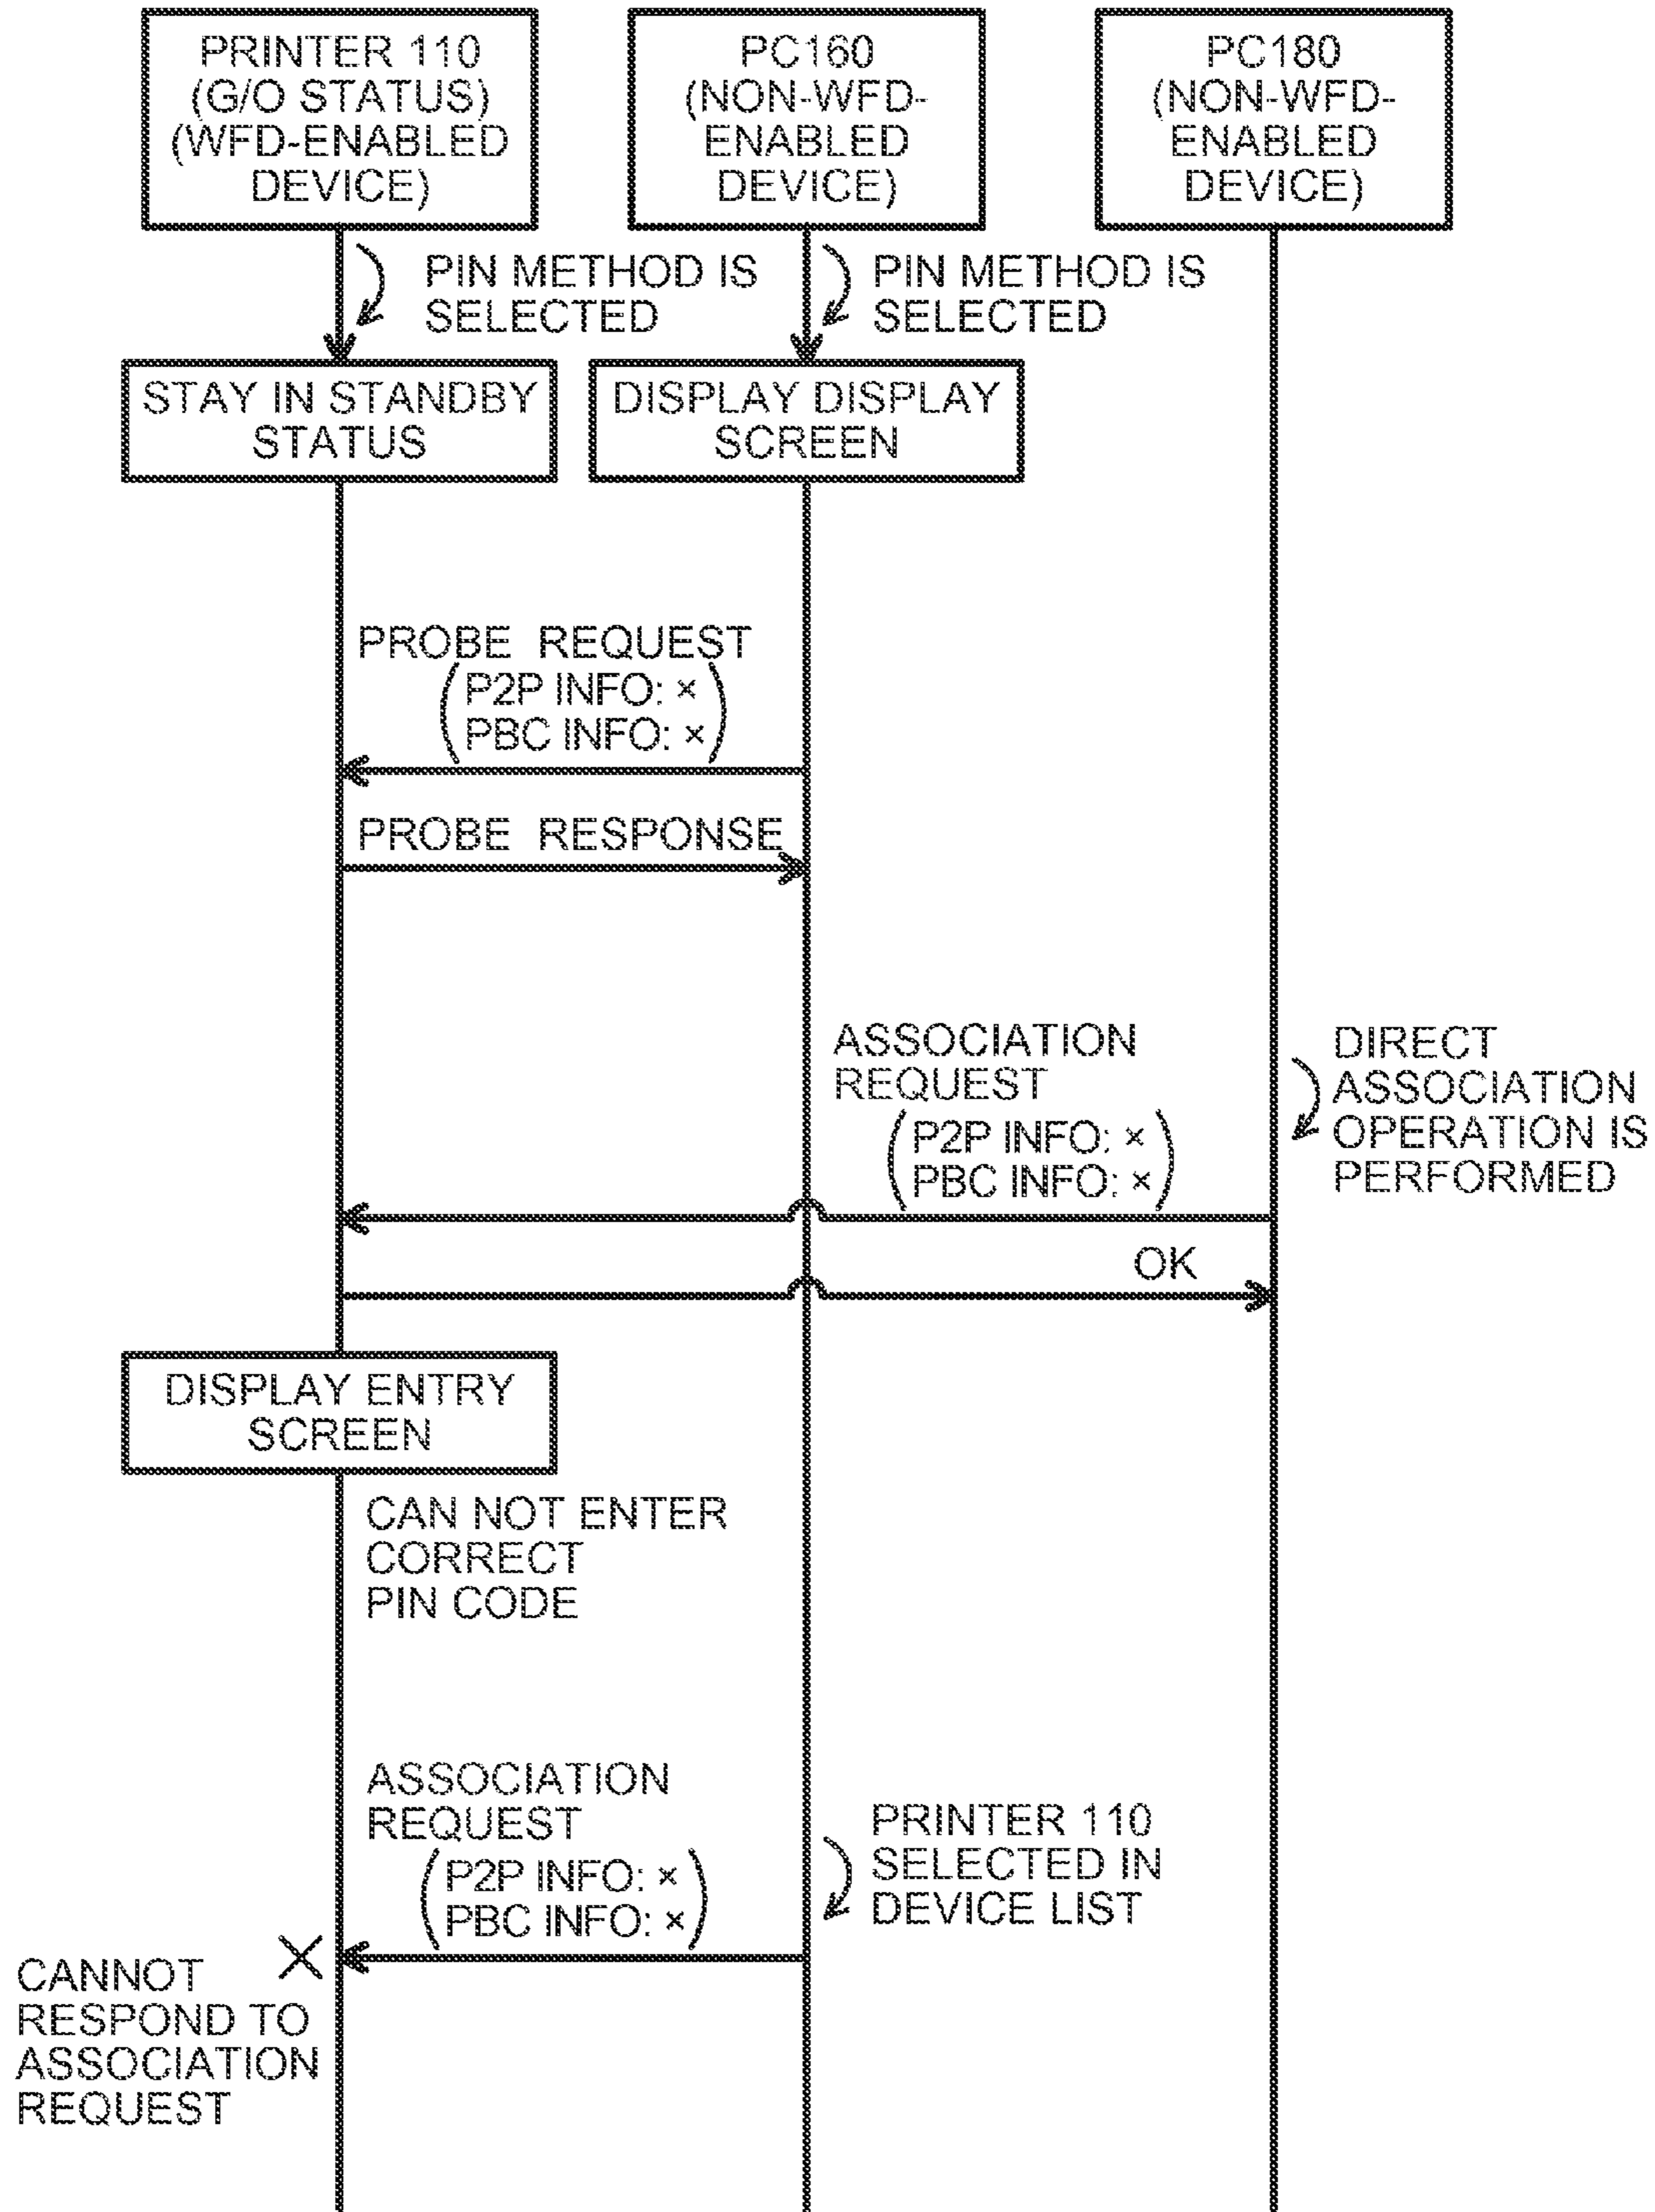 PRINTER 110
(G/O STATUS)
(WFD-ENABLED
DEVICE)
PC160
(NON-WFD-
ENABLED
DEVICE)
PC180
(NON-WFD-
ENABLED
DEVICE)
PIN METHOD IS
SELECTED
PIN METHOD IS
SELECTED
STAY IN STANDBY
STATUS
DISPLAY DISPLAY
SCREEN
PROBE REQUEST
(P2P INFO: ×
PBC INFO: ×)
PROBE RESPONSE
ASSOCIATION
REQUEST
(P2P INFO: ×
PBC INFO: ×)
DIRECT
ASSOCIATION
OPERATION IS
PERFORMED
OK
DISPLAY ENTRY
SCREEN
CAN NOT ENTER
CORRECT
PIN CODE
ASSOCIATION
REQUEST
(P2P INFO: ×
PBC INFO: ×)
PRINTER 110
SELECTED IN
DEVICE LIST
CANNOT
RESPOND TO
ASSOCIATION
REQUEST